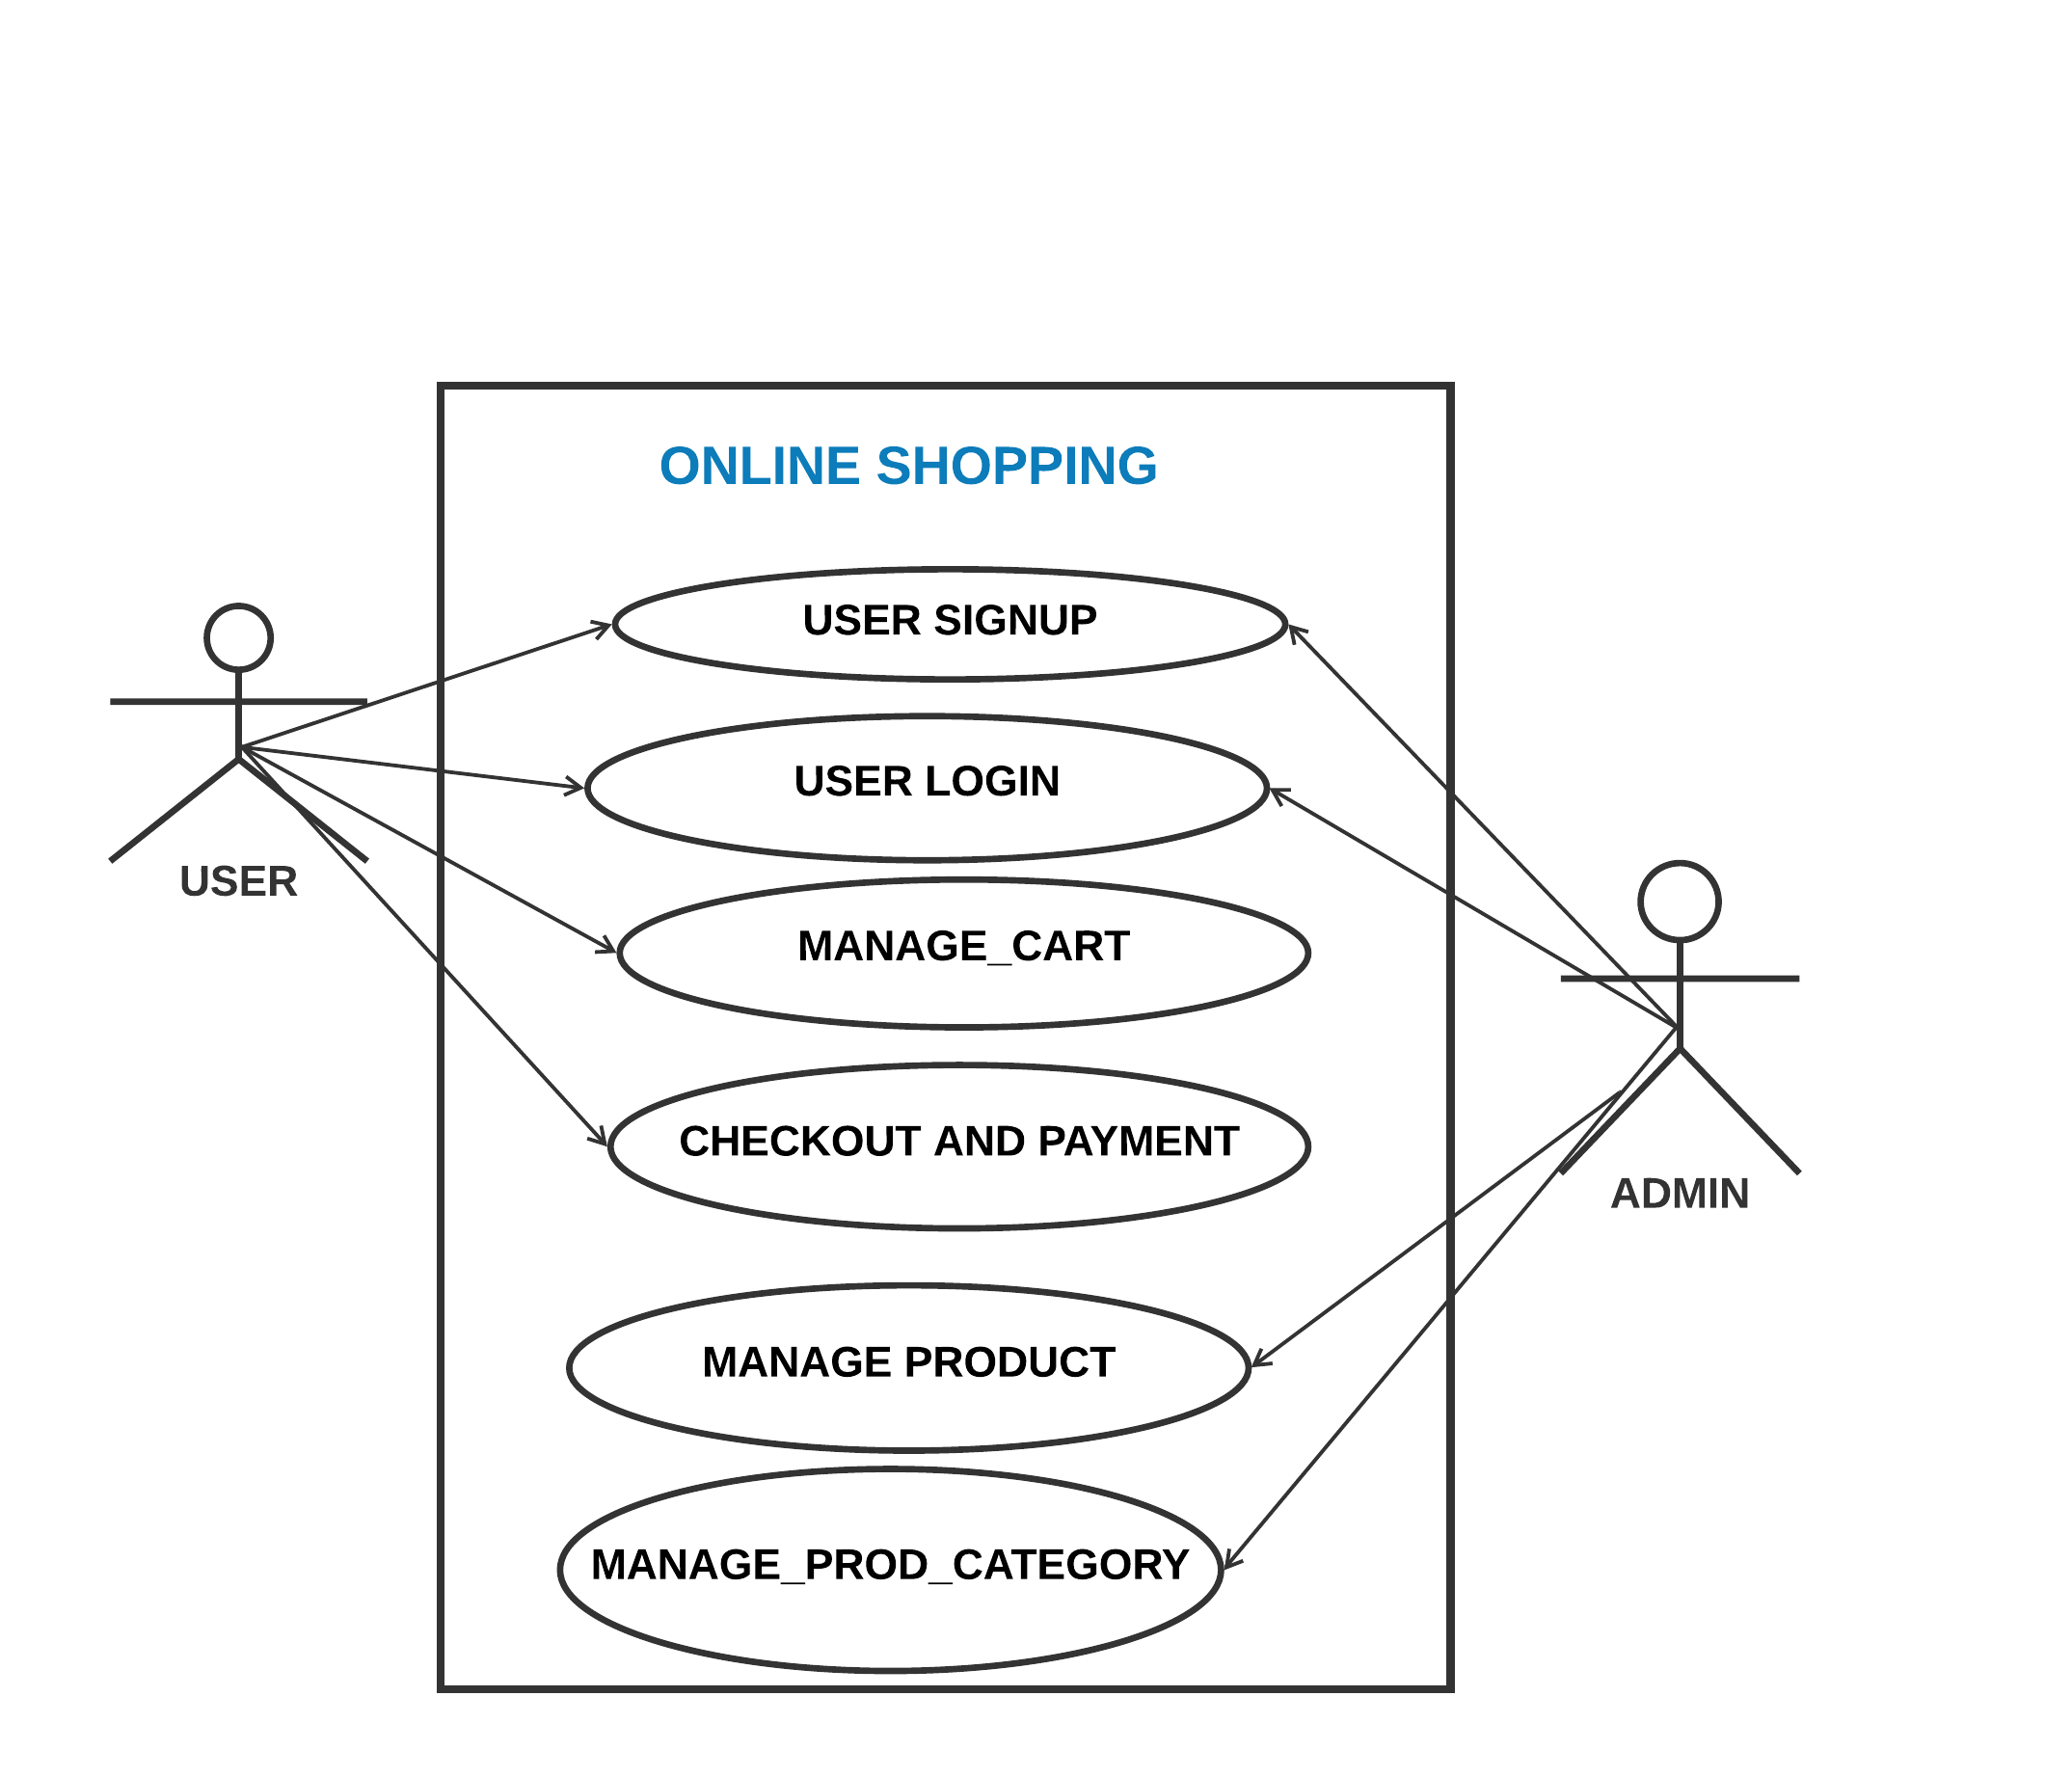 ONLINE SHOPPING
USER SIGNUP
USER LOGIN
USER
MANAGE_CART
CHECKOUT AND PAYMENT
ADMIN
MANAGE PRODUCT
MANAGE_PROD_CATEGORY